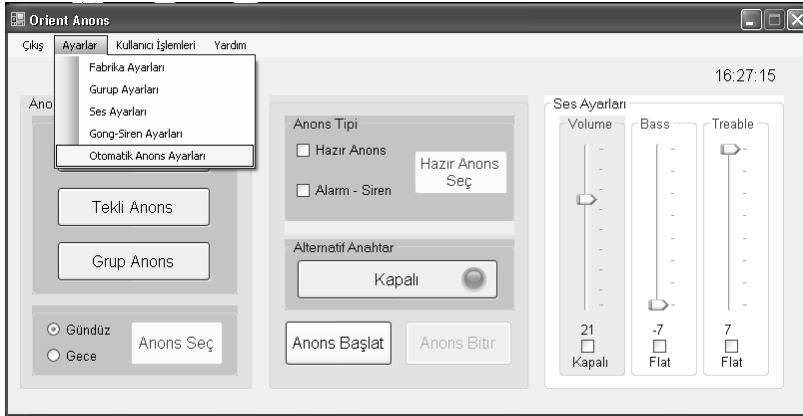 Orient Anons
Çıkış Ayarlar Kullanıcı İşlemleri Yardım
Fabrika Ayarları
Gurup Ayarları
Ses Ayarları
Gong-Siren Ayarları
Otomatik Anons Ayarları
16:27:15
Tekli Anons
Grup Anons
Gündüz
Gece
Anons Seç
Anons Tipi
Hazır Anons
Alarm - Siren
Hazır Anons
Seç
Alternatif Anahtar
Kapalı
Anons Başlat
Anons Bitir
Ses Ayarları
Volume Bass Treable
21 -7 7
Kapalı Flat Flat